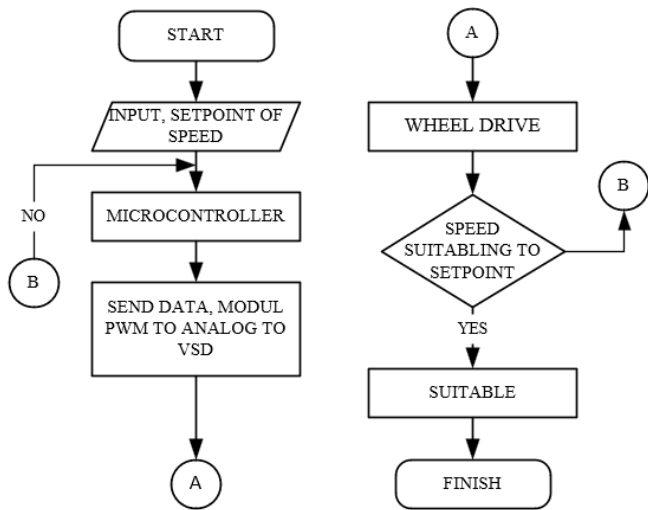 START
INPUT, SETPOINT OF
SPEED
NO
MICROCONTROLLER
B
SEND DATA, MODUL
PWM TO ANALOG TO
VSD
A
A
WHEEL DRIVE
B
SPEED
SUITABLING TO
SETPOINT
YES
SUITABLE
FINISH